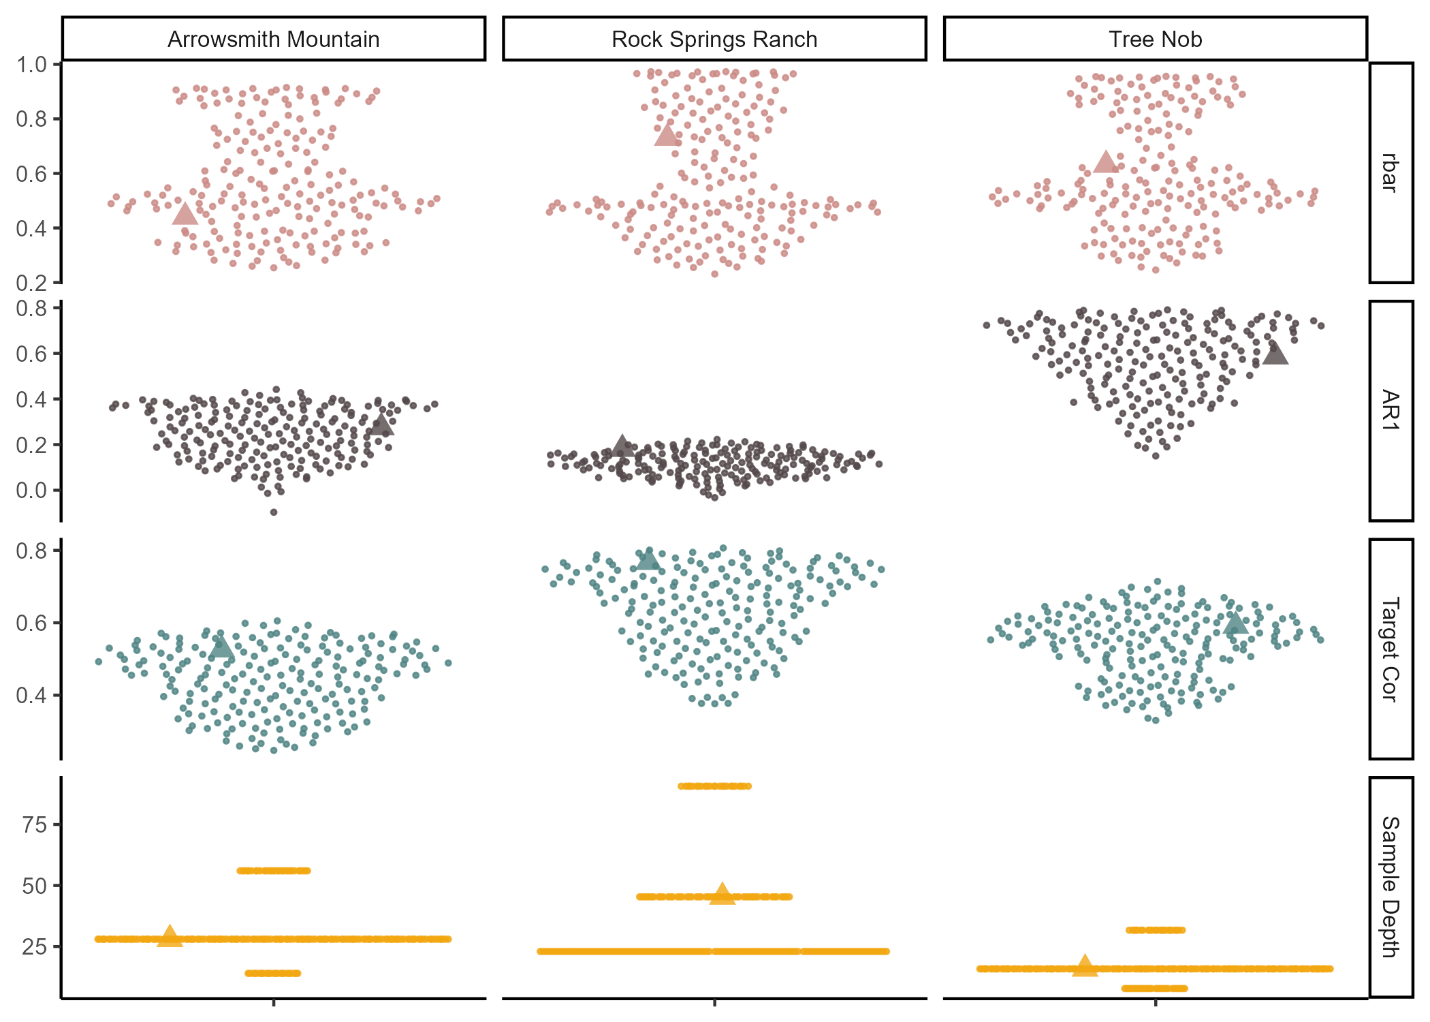 Arrowsmith Mountain
Rock Springs Ranch
Tree Nob
1.0
0.8
0.6
0.4
0.2
rbar
0.8
0.6
0.4
0.2
0.0
AR1
0.8
0.6
0.4
Target Cor
75
50
25
Sample Depth